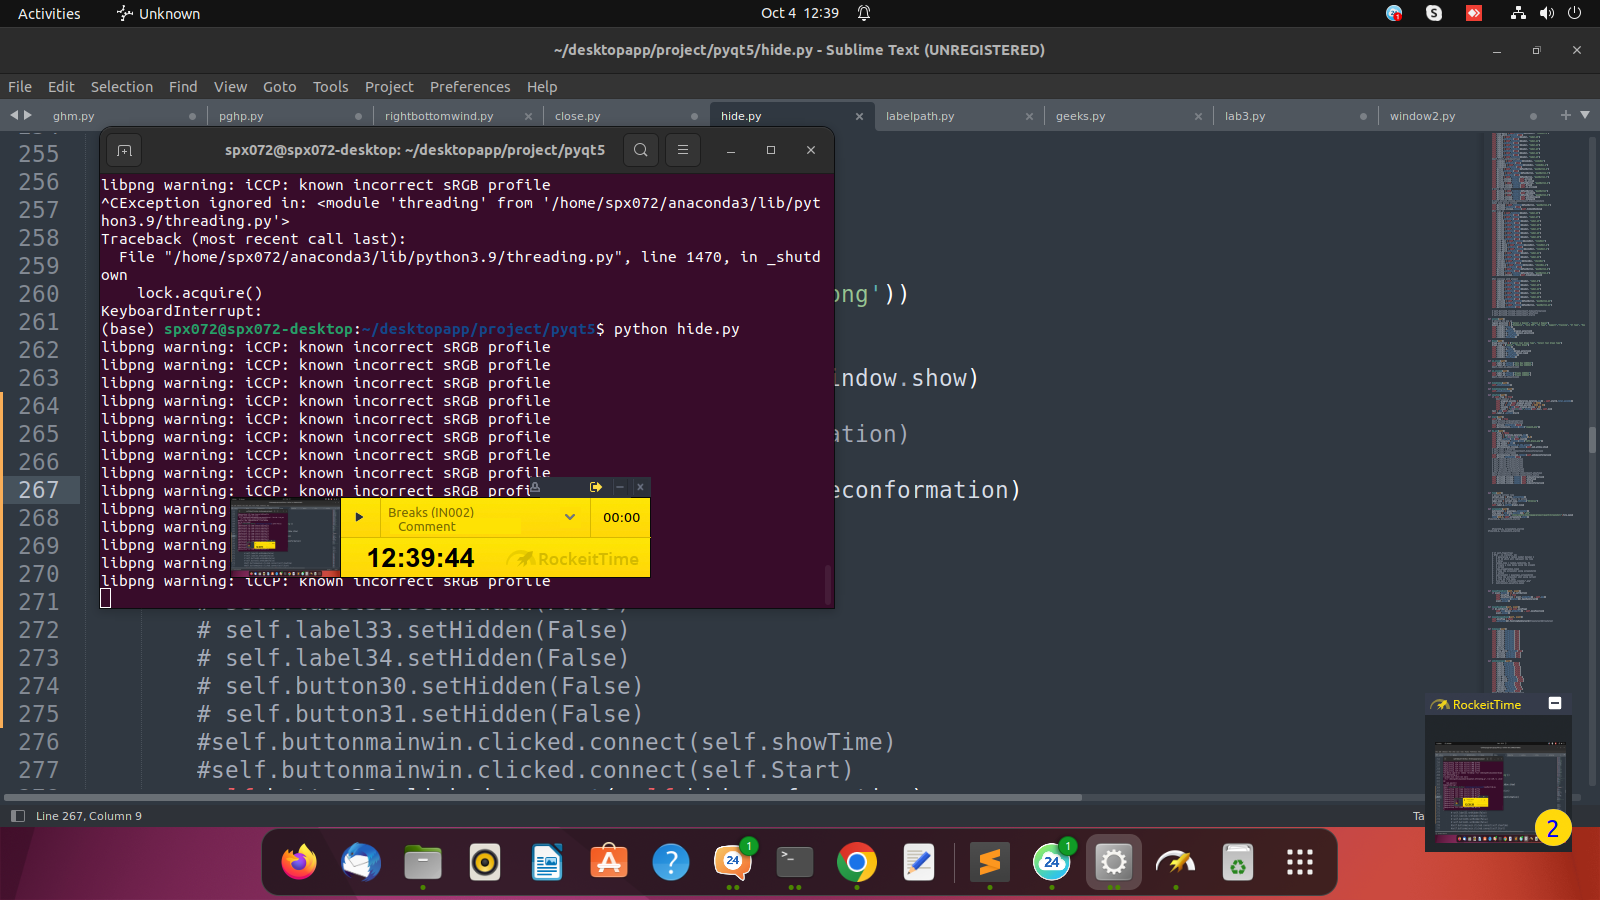 Activities
Unknown
Oct 4 12:39
~/desktopapp/project/pyqt5/hide.py - Sublime Text (UNREGISTERED)
File Edit Selection Find View Goto Tools Project Preferences Help
ghm.py
pghp.py
rightbottomwind.py
close.py
hide.py
labelpath.py
geeks.py
lab3.py
window2.py
255
256
257
258
259
260
261
262
263
264
265
266
267
268
269
270
271
272
273
274
275
276
277
ong'))
indow.show)
ation)
econformation)
spx072@spx072-desktop: ~/desktopapp/project/pyqt5
libpng warning: iCCP: known incorrect sRGB profile
^CException ignored in: <module 'threading' from '/home/spx072/anaconda3/lib/pyt
hon3.9/threading.py'>
Traceback (most recent call last):
File "/home/spx072/anaconda3/lib/python3.9/threading.py", line 1470, in _shutd
own
lock.acquire()
KeyboardInterrupt:
(base) spx072@spx072-desktop:~/desktopapp/project/pyqt5$ python hide.py
libpng warning: iCCP: known incorrect sRGB profile
libpng warning: iCCP: known incorrect sRGB profile
libpng warning: iCCP: known incorrect sRGB profile
libpng warning: iCCP: known incorrect sRGB profile
libpng warning: iCCP: known incorrect sRGB profile
libpng warning: iCCP: known incorrect sRGB profile
libpng warning: iCCP: known incorrect sRGB profile
libpng warning: iCCP: known incorrect sRGB profile
libpng warning: iCCP: known incorrect sRGB prof
libpng warning:
libpng warning:
libpng warning:
libpng warning:
libpng warning: iCCP: known incorrect sRGB profile
Breaks (IN002)
Comment
00:00
12:39:44
RockeitTime
# self.label33.setHidden(False)
# self.label34.setHidden(False)
# self.button30.setHidden(False)
# self.button31.setHidden(False)
#self.buttonmainwin.clicked.connect(self.showTime)
#self.buttonmainwin.clicked.connect(self.Start)
RockeitTime
2
Line 267, Column 9
Ta
24
1
24
1